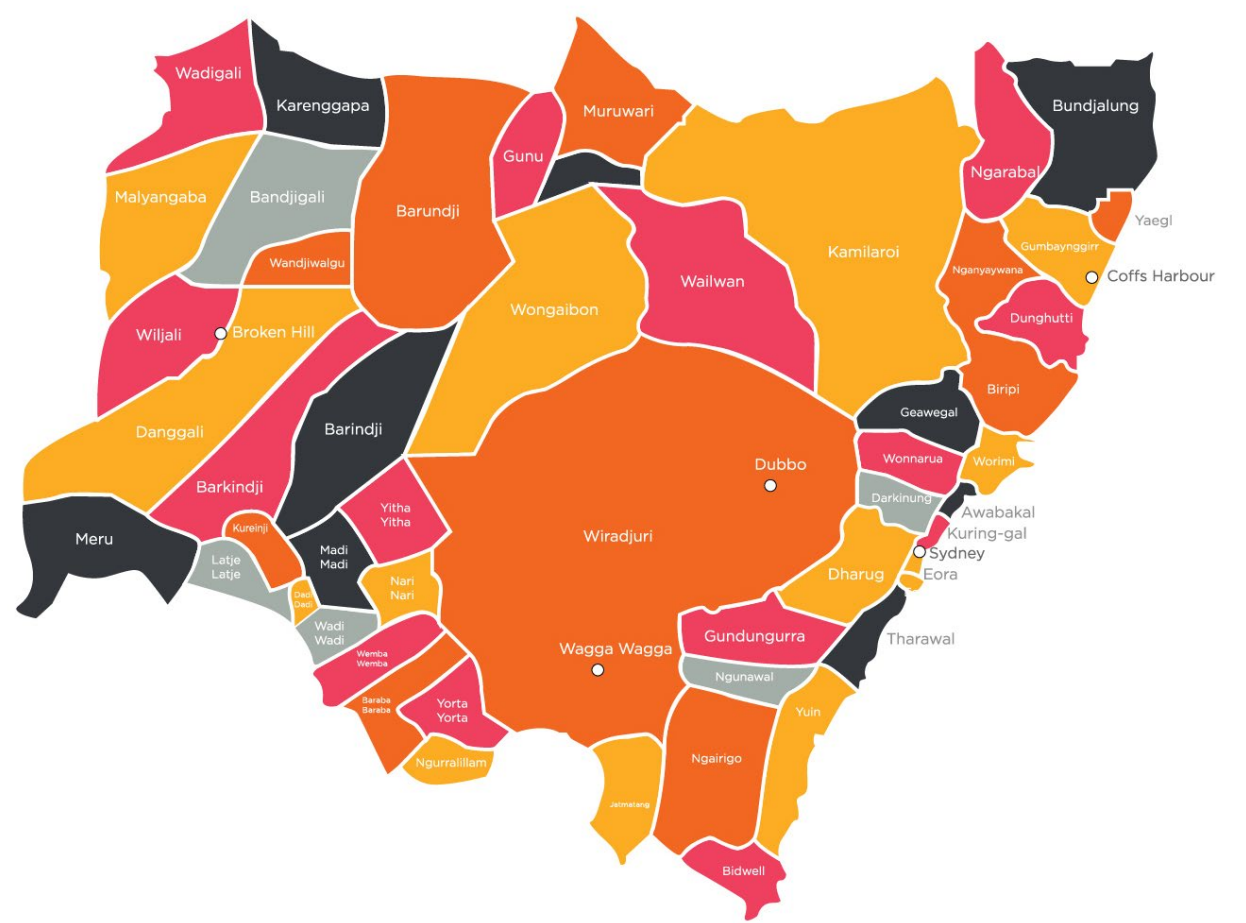 Wadigali
Karenggapa
Muruwari
Bundjalung
Gunu
Ngarabal
Malyangaba
Bandjigali
Barundji
Yaegl
Kamilaroi
Gumbaynggirr
Wandjiwalgu
Nganyaywana
Coffs Harbour
Wailwan
Wongaibon
Dunghutti
Wiljali
Broken Hill
Biripi
Geawegal
Danggali
Barindji
Wonnarua
Worimi
Dubbo
Barkindji
Darkinung
Awabakal
Yitha
Yitha
Kureinji
Kuring-gal
Meru
Wiradjuri
Sydney
Madi
Madi
Latje
Latje
Dharug
Eora
Nari
Nari
Dadi
Dadi
Wadi
Wadi
Gundungurra
Tharawal
Wagga Wagga
Wemba
Wemba
Ngunawal
Baraba
Baraba
Yorta
Yorta
Yuin
Ngurralillam
Ngairigo
Jaitmatang
Bidwell